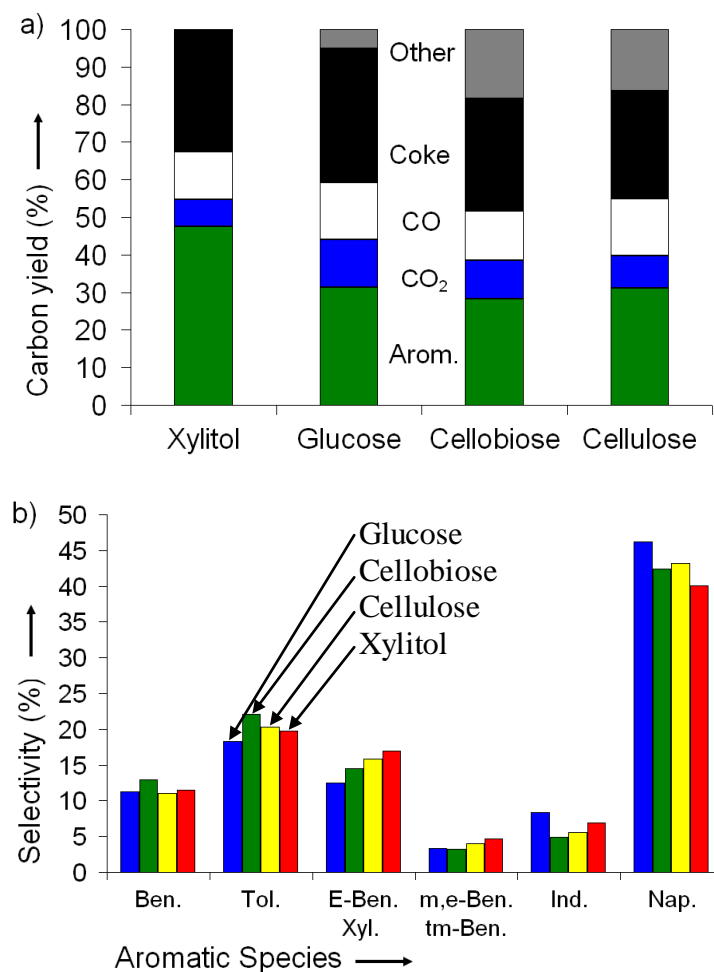 a)
Carbon yield (%)
100
90
80
70
60
50
40
30
20
10
0
Other
Coke
CO
CO₂
Arom.
Xylitol Glucose Cellobiose Cellulose
b)
Selectivity (%)
50
45
40
35
30
25
20
15
10
5
0
Glucose
Cellobiose
Cellulose
Xylitol
Ben. Tol. E-Ben. m,e-Ben. Ind. Nap.
Xyl. tm-Ben.
Aromatic Species